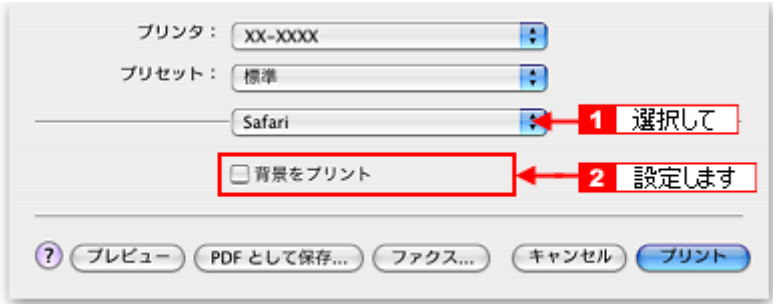 プリンタ： XX-XXXX
プリセット： 標準
Safari 1 選択して
背景をプリント 2 設定します
? プレビュー PDF として保存... ファクス... キャンセル プリント